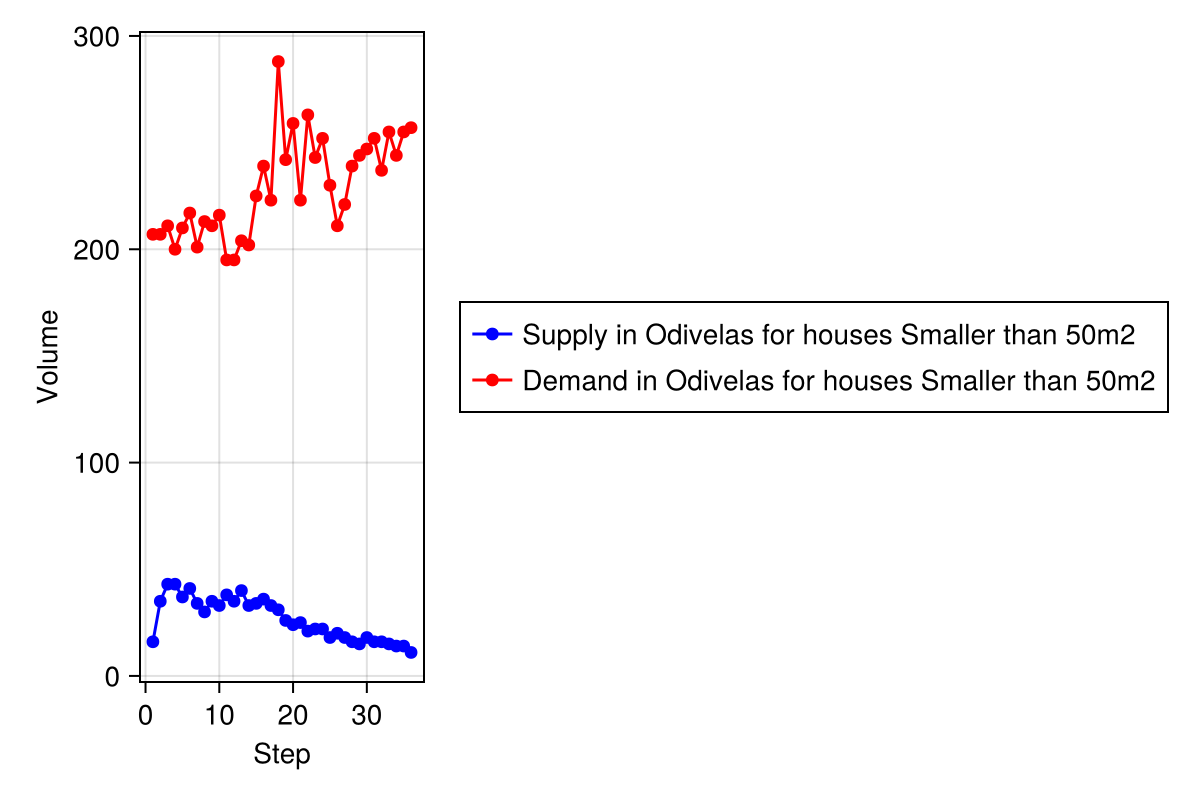 300
200
100
0
Volume
0 10 20 30
Step
Supply in Odivelas for houses Smaller than 50m2
Demand in Odivelas for houses Smaller than 50m2